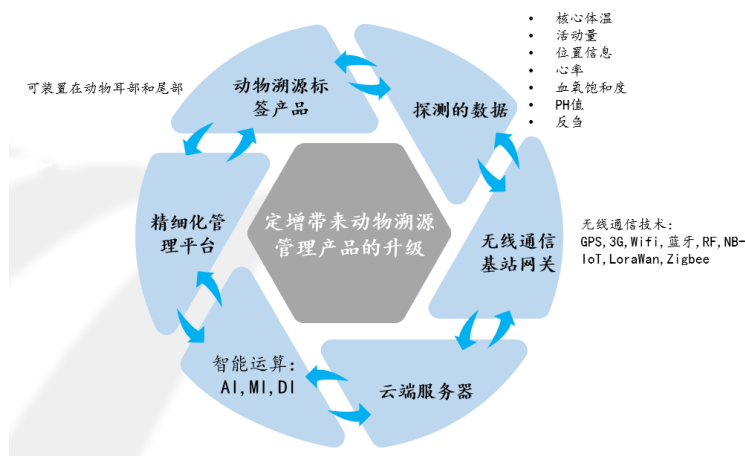 可装置在动物耳部和尾部
动物溯源标
签产品
探测的数据
• 核心体温
• 活动量
• 位置信息
• 心率
• 血氧饱和度
• PH值
• 反刍
精细化管
理平台
定增带来动物溯源
管理产品的升级
无线通信
基站网关
无线通信技术:
GPS,3G,Wifi,蓝牙,RF,NB-
IoT,LoraWan,Zigbee
智能运算:
AI,MI,DI
云端服务器